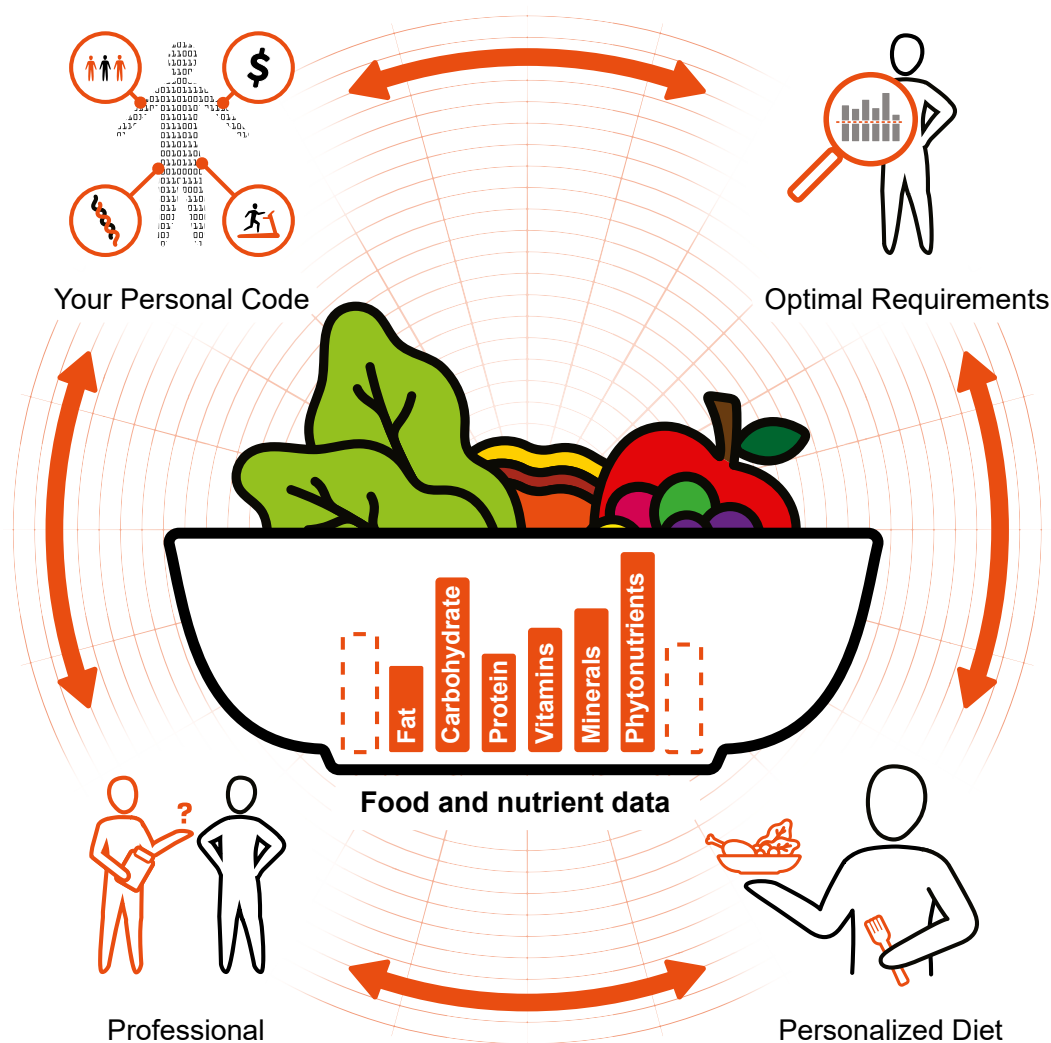 $
Your Personal Code
Optimal Requirements
Fat
Carbohydrate
Protein
Vitamins
Minerals
Phytonutrients
Food and nutrient data
?
Professional
Personalized Diet